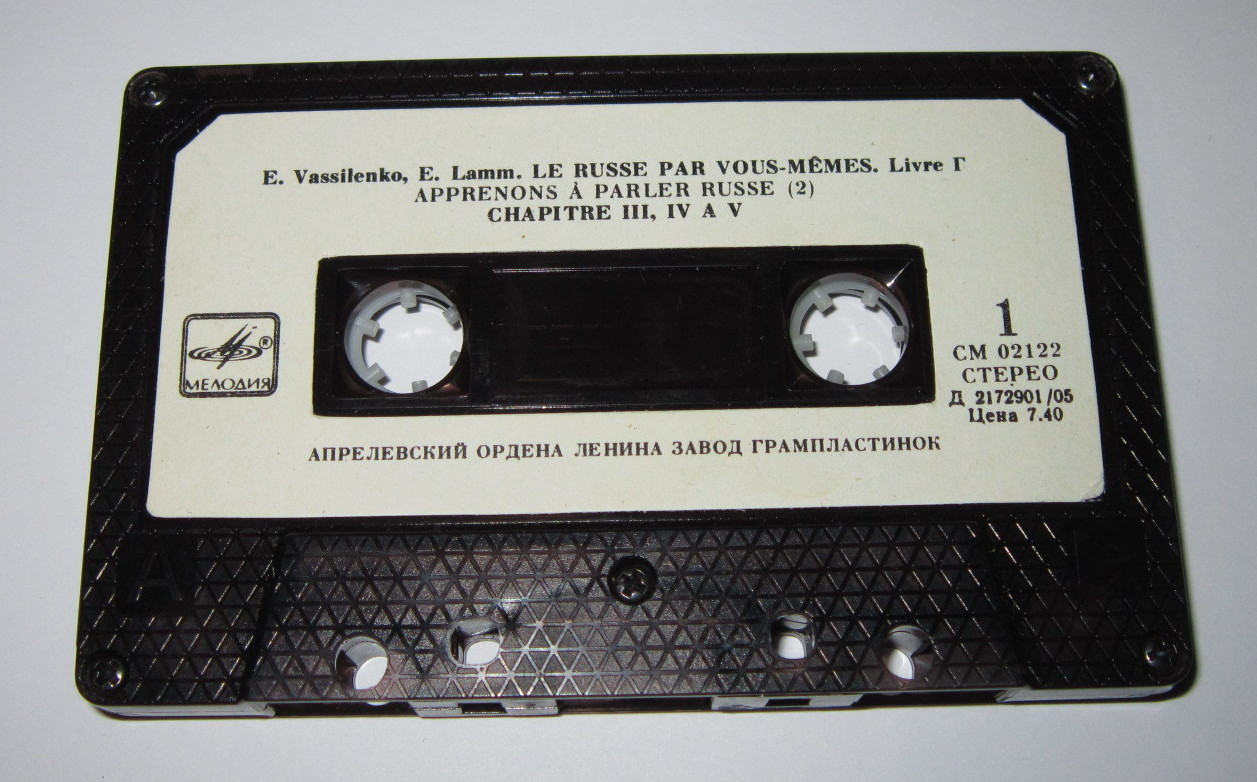 E. Vassilenko, E. Lamm. LE RUSSE PAR VOUS-MÊMES. Livre Γ
APPRENONS À PARLER RUSSE (2)
CHAPITRE III, IV A V
МЕЛОДИЯ ®
1
СМ 02122
СТЕРЕО
Д 2172901/05
Цена 7.40
АПРЕЛЕВСКИЙ ОРДЕНА ЛЕНИНА ЗАВОД ГРАМПЛАСТИНОК
A